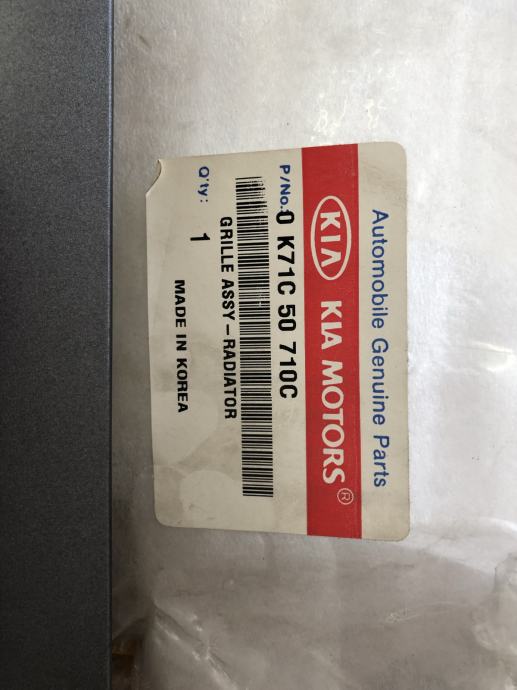 Automobile Genuine Parts
KIA KIA MOTORS®
P/No. 0 K71C 50 710C
GRILLE ASSY-RADIATOR
Q'ty: 1
MADE IN KOREA